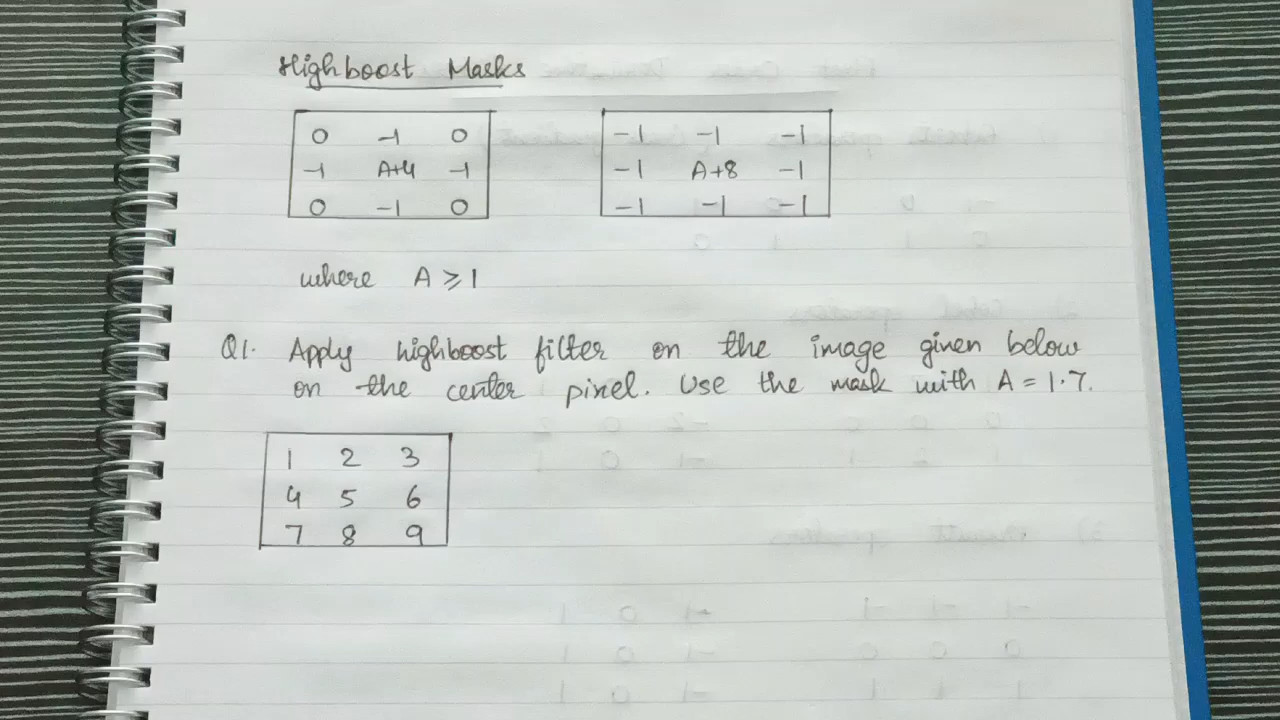 Highboost Masks
0 -1 0
-1 A+4 -1
0 -1 0
-1 -1 -1
-1 A+8 -1
-1 -1 -1
where A ⩾ 1
Q1. Apply highboost filter on the image given below
on the center pixel. Use the mask with A = 1.7.
1 2 3
4 5 6
7 8 9